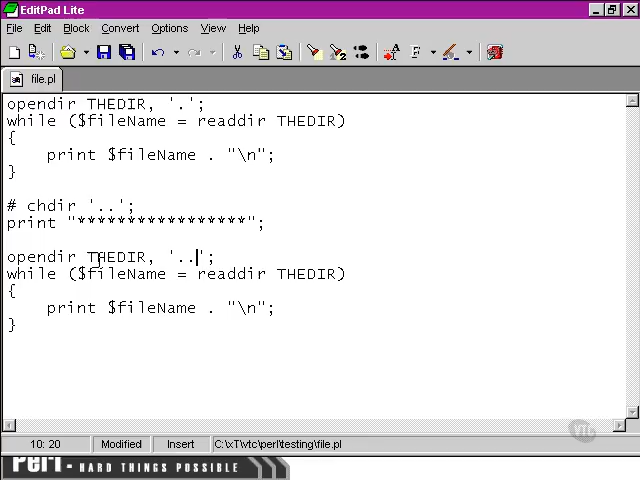 EditPad Lite
File Edit Block Convert Options View Help
file.pl
opendir THEDIR, '.';
while ($fileName = readdir THEDIR)
{
    print $fileName . "\n";
}
# chdir '..';
print "*****************";
opendir THEDIR, '..';
while ($fileName = readdir THEDIR)
{
    print $fileName . "\n";
}
10: 20 Modified Insert C:\xT\vtc\perl\testing\file.pl
VTC
Perl - HARD THINGS POSSIBLE